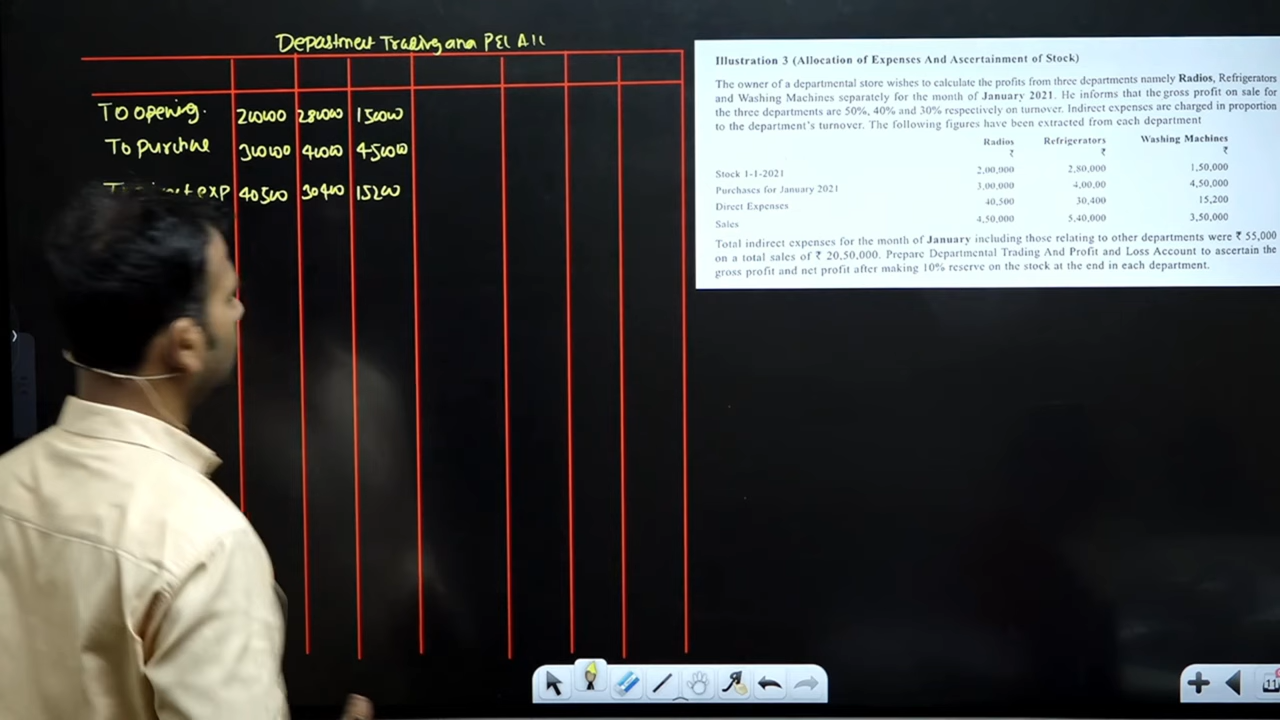 Department Trading and P&L A/c
To opening. 200000 280000 150000
To purchase 300000 40000 450000
exp 40500 30400 15200
Illustration 3 (Allocation of Expenses And Ascertainment of Stock)
The owner of a departmental store wishes to calculate the profits from three departments namely Radios, Refrigerators
and Washing Machines separately for the month of January 2021. He informs that the gross profit on sale for
the three departments are 50%, 40% and 30% respectively on turnover. Indirect expenses are charged in proportion
to the department's turnover. The following figures have been extracted from each department
Radios Refrigerators Washing Machines
₹ ₹ ₹
Stock 1-1-2021 2,00,000 2,80,000 1,50,000
Purchases for January 2021 3,00,000 4,00,00 4,50,000
Direct Expenses 40,500 30,400 15,200
Sales 4,50,000 5,40,000 3,50,000
Total indirect expenses for the month of January including those relating to other departments were ₹ 55,000
on a total sales of ₹ 20,50,000. Prepare Departmental Trading And Profit and Loss Account to ascertain the
gross profit and net profit after making 10% reserve on the stock at the end in each department.
11